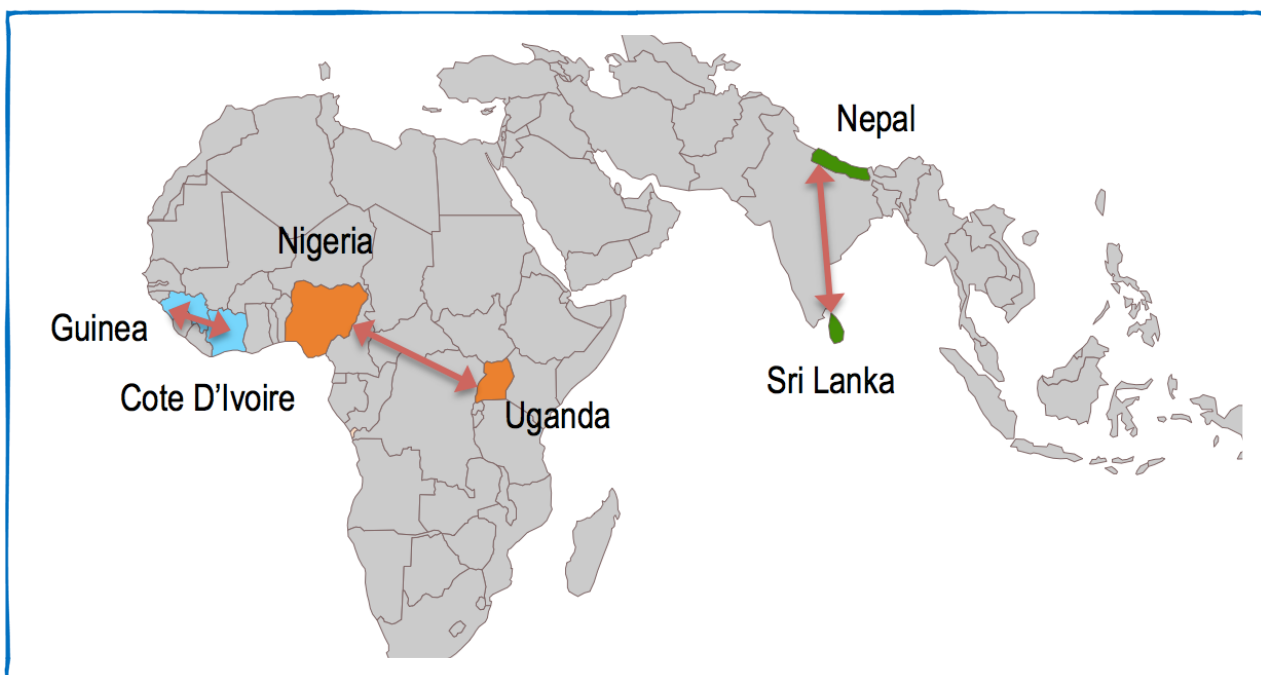 Nepal
Nigeria
Guinea
Sri Lanka
Cote D'Ivoire
Uganda